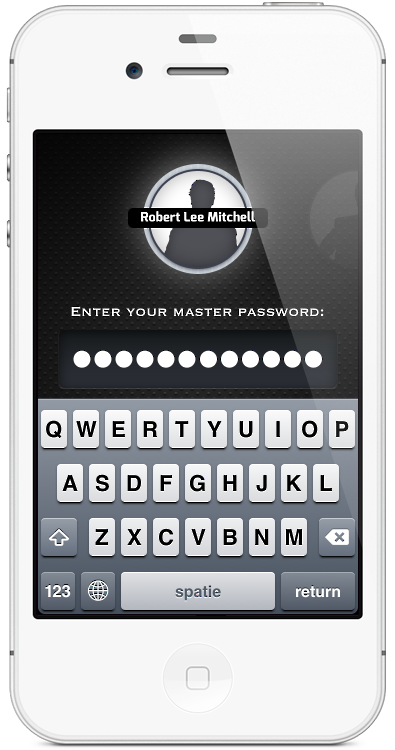 Robert Lee Mitchell
ENTER YOUR MASTER PASSWORD:
Q W E R T Y U I O P
A S D F G H J K L
Z X C V B N M
123 spatie return